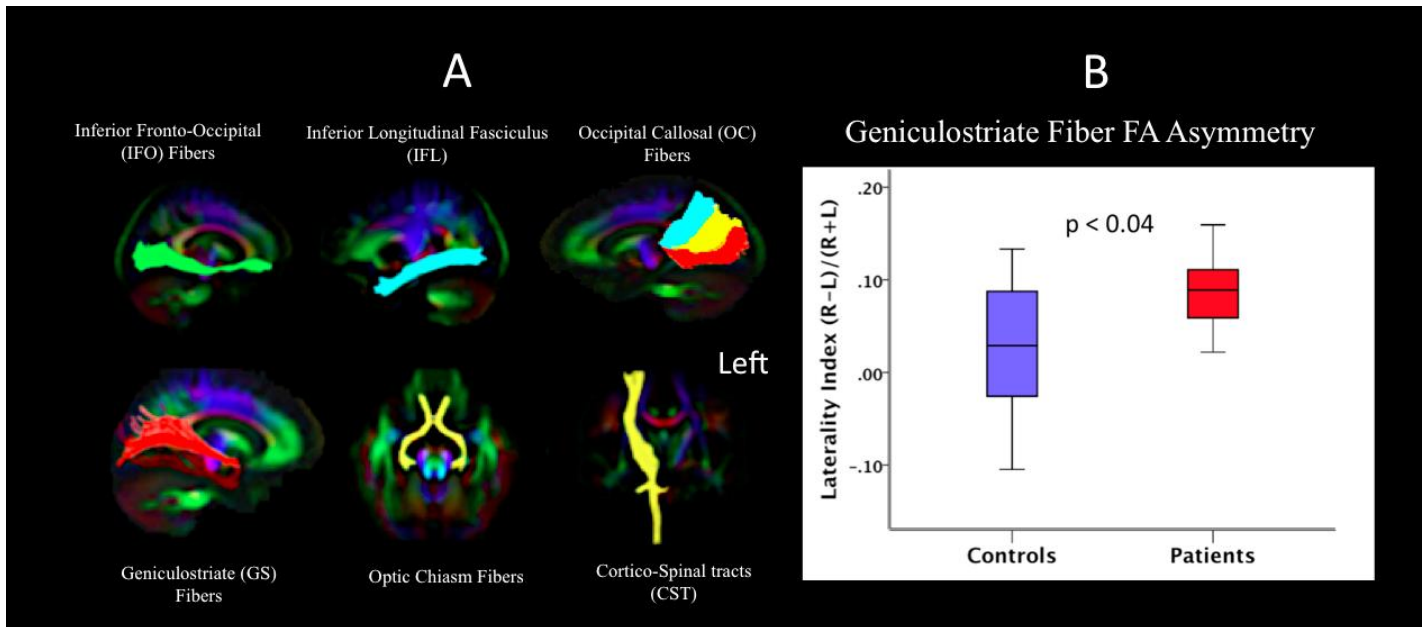 A
Inferior Fronto-Occipital
(IFO) Fibers
Inferior Longitudinal Fasciculus
(IFL)
Occipital Callosal (OC)
Fibers
Left
Geniculostriate (GS)
Fibers
Optic Chiasm Fibers
Cortico-Spinal tracts
(CST)
B
Geniculostriate Fiber FA Asymmetry
Laterality Index (R-L)/(R+L)
.20
.10
.00
-.10
p < 0.04
Controls
Patients